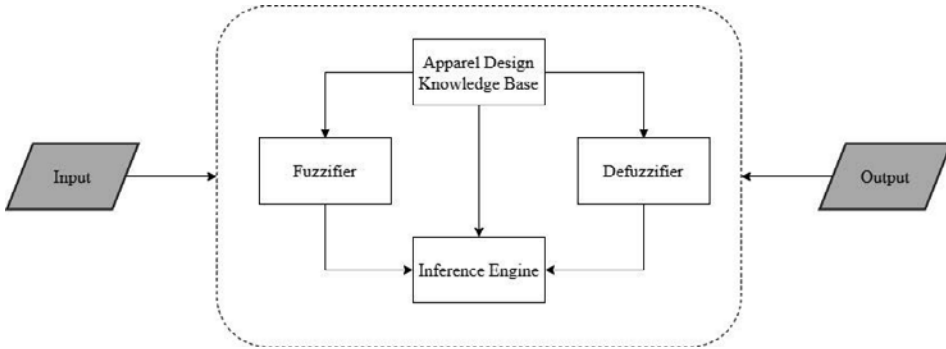 Apparel Design
Knowledge Base
Fuzzifier
Defuzzifier
Input
Output
Inference Engine